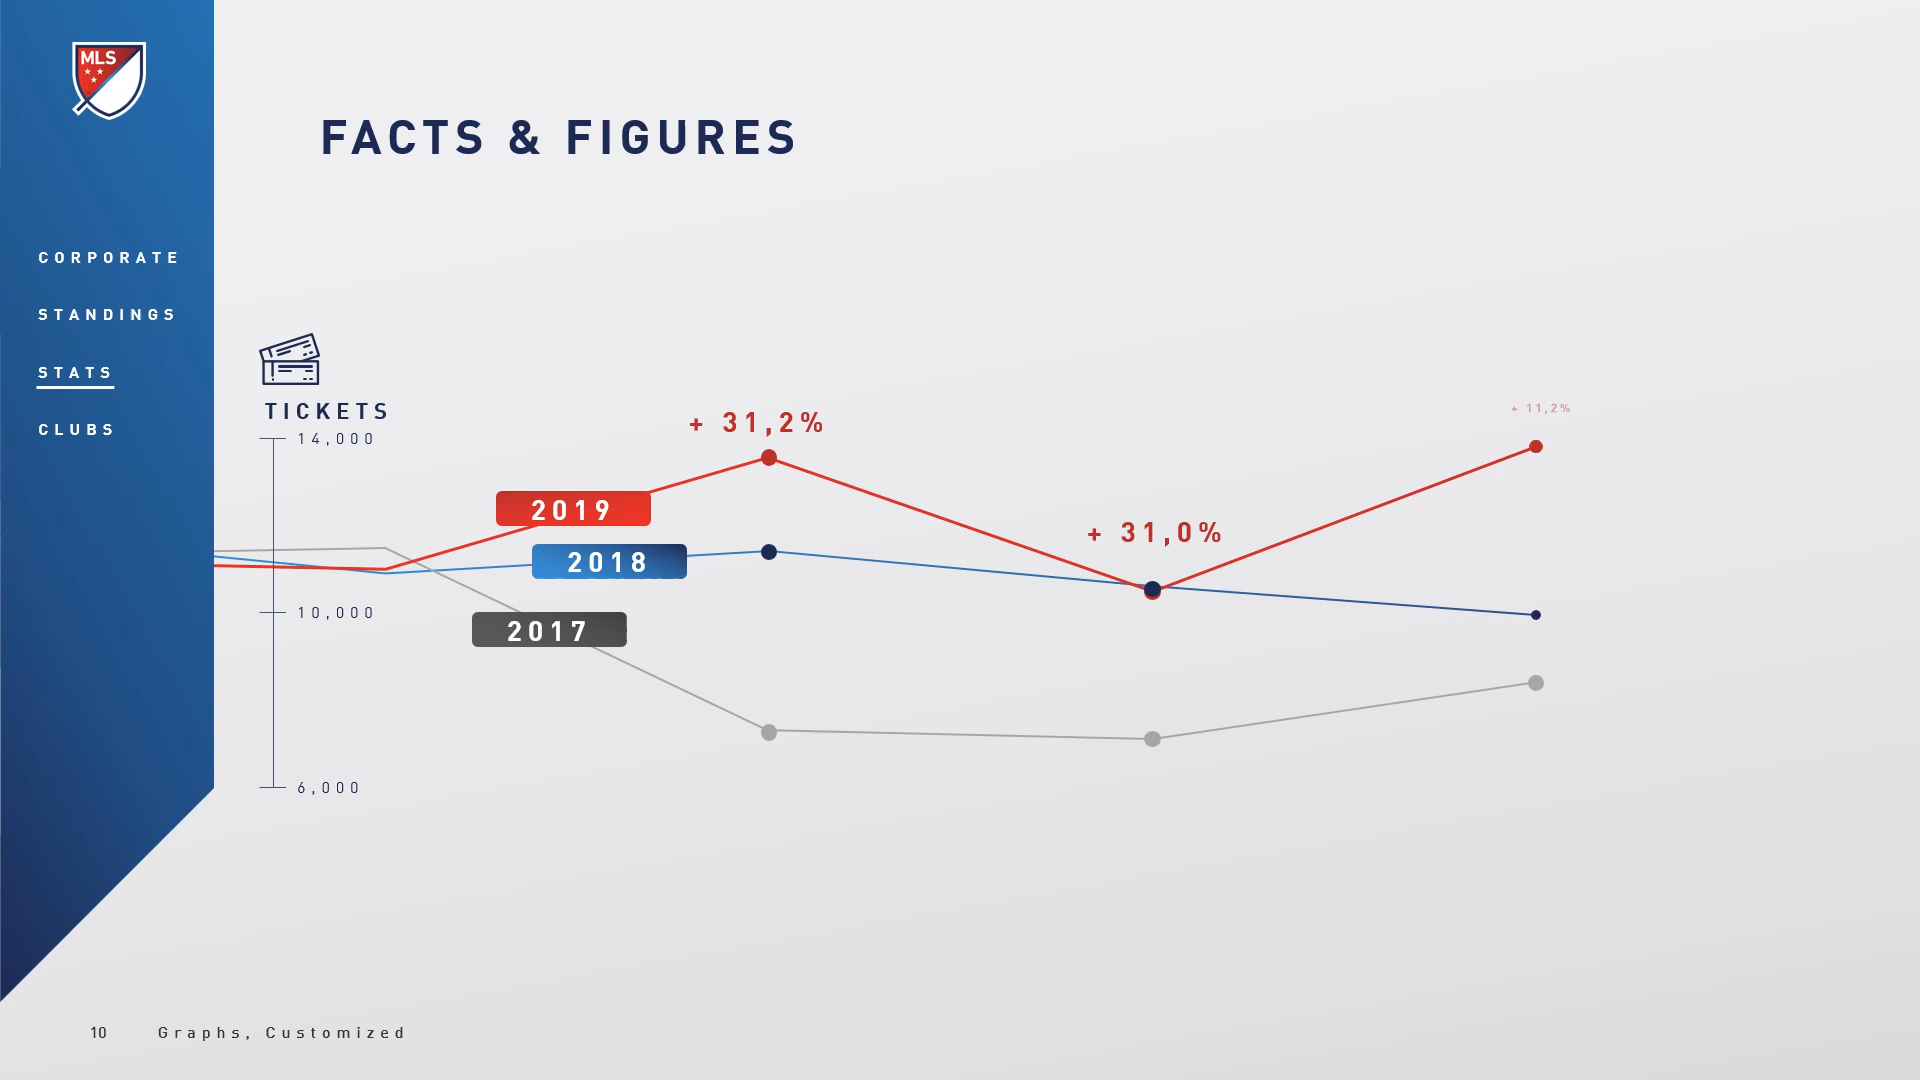 MLS
FACTS & FIGURES
CORPORATE
STANDINGS
STATS
CLUBS
TICKETS
14,000
10,000
6,000
+ 31,2%
+ 31,0%
+ 11,2%
2019
2018
2017
10 Graphs, Customized